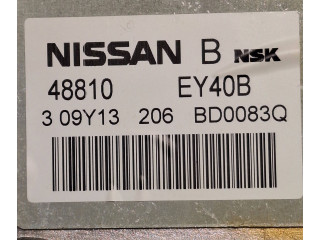 NISSAN B NSK
48810 EY40B
3 09Y13 206 BD0083Q